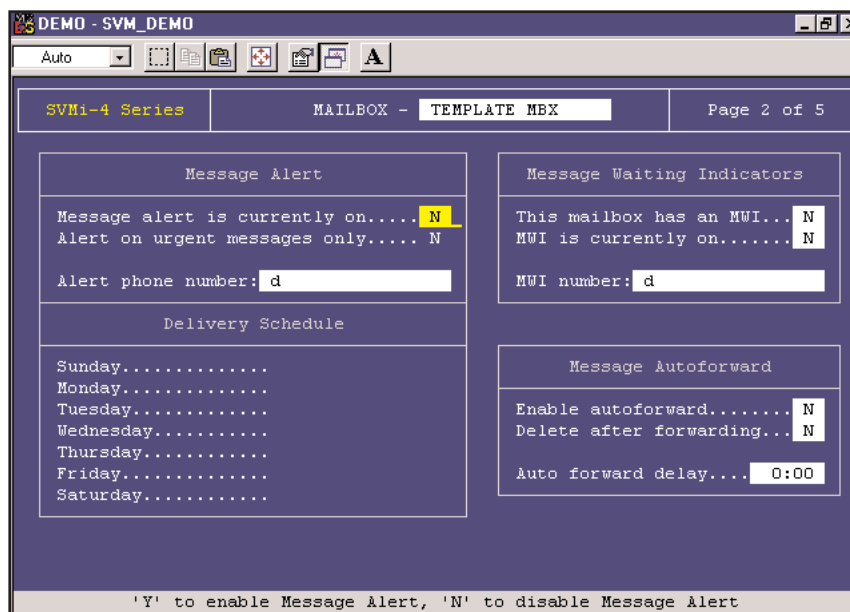 DEMO - SVM_DEMO
Auto
A
SVMi-4 Series
MAILBOX - TEMPLATE MBX
Page 2 of 5
Message Alert
Message alert is currently on..... N
Alert on urgent messages only..... N
Alert phone number: d
Delivery Schedule
Sunday..............
Monday..............
Tuesday.............
Wednesday...........
Thursday............
Friday..............
Saturday............
Message Waiting Indicators
This mailbox has an MWI... N
MWI is currently on....... N
MWI number: d
Message Autoforward
Enable autoforward........ N
Delete after forwarding... N
Auto forward delay.... 0:00
'Y' to enable Message Alert, 'N' to disable Message Alert